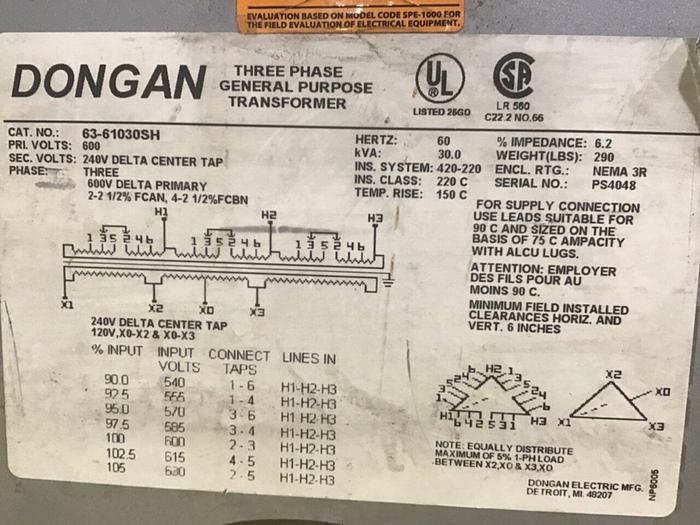 EVALUATION BASED ON MODEL CODE SPE-1000 FOR
THE FIELD EVALUATION OF ELECTRICAL EQUIPMENT.
DONGAN
THREE PHASE
GENERAL PURPOSE
TRANSFORMER
UL
®
LISTED 26GO
SA
LR 560
C22.2 NO.66
CAT. NO.: 63-61030SH
PRI. VOLTS: 600
SEC. VOLTS: 240V DELTA CENTER TAP
PHASE: THREE
600V DELTA PRIMARY
2-2 1/2% FCAN, 4-2 1/2%FCBN
HERTZ: 60
kVA: 30.0
INS. SYSTEM: 420-220
INS. CLASS: 220 C
TEMP. RISE: 150 C
% IMPEDANCE: 6.2
WEIGHT(LBS): 290
ENCL. RTG.: NEMA 3R
SERIAL NO.: PS4048
FOR SUPPLY CONNECTION
USE LEADS SUITABLE FOR
90 C AND SIZED ON THE
BASIS OF 75 C AMPACITY
WITH ALCU LUGS.
ATTENTION: EMPLOYER
DES FILS POUR AU
MOINS 90 C.
MINIMUM FIELD INSTALLED
CLEARANCES HORIZ. AND
VERT. 6 INCHES
H1 H2 H3
1 3 5 2 4 6 1 3 5 2 4 6 1 3 5 2 4 6
X1 X2 X0 X3
240V DELTA CENTER TAP
120V,X0-X2 & X0-X3
% INPUT INPUT VOLTS CONNECT TAPS LINES IN
90.0 540 1-6 H1-H2-H3
92.5 555 1-4 H1-H2-H3
95.0 570 3-6 H1-H2-H3
97.5 585 3-4 H1-H2-H3
100 600 2-3 H1-H2-H3
102.5 615 4-5 H1-H2-H3
105 630 2-5 H1-H2-H3
H2
H1 6 4 2 5 3 1 H3
X2
X0
X1 X3
NOTE: EQUALLY DISTRIBUTE
MAXIMUM OF 5% 1-PH LOAD
BETWEEN X2,X0 & X3,X0
DONGAN ELECTRIC MFG.
DETROIT, MI. 48207
NP6005